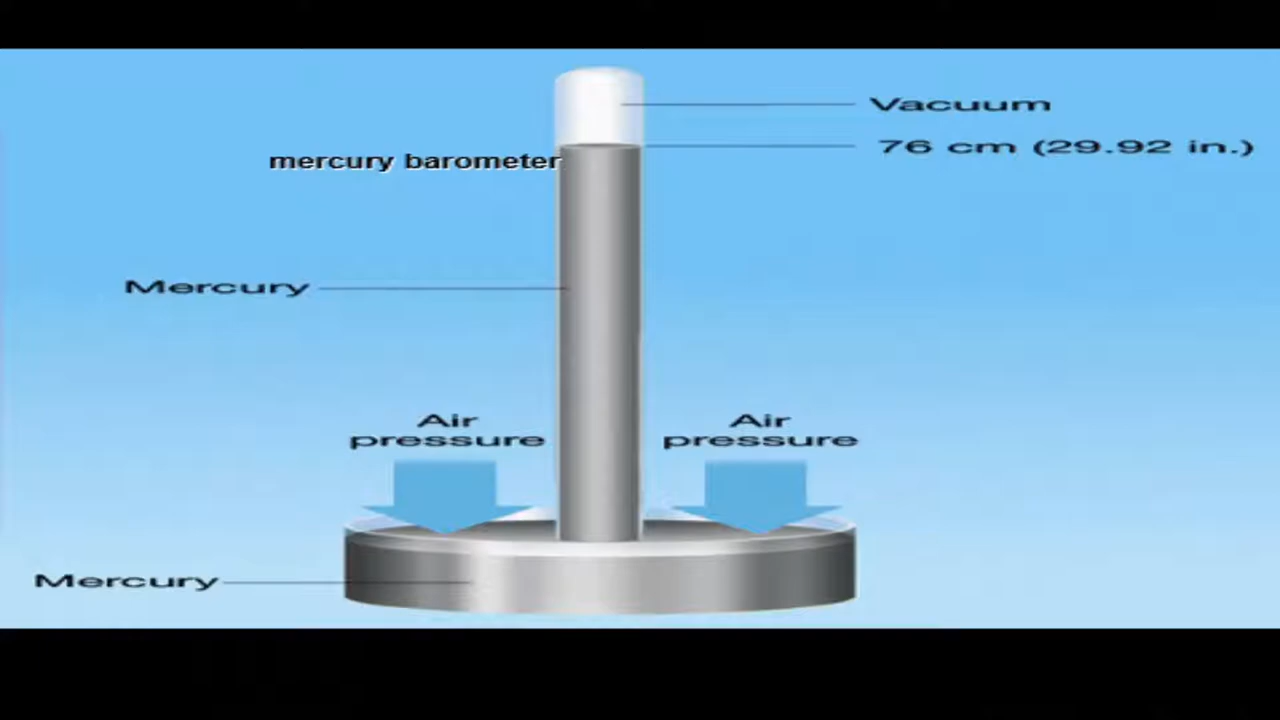 Vacuum
76 cm (29.92 in.)
mercury barometer
Mercury
Air
pressure
Air
pressure
Mercury